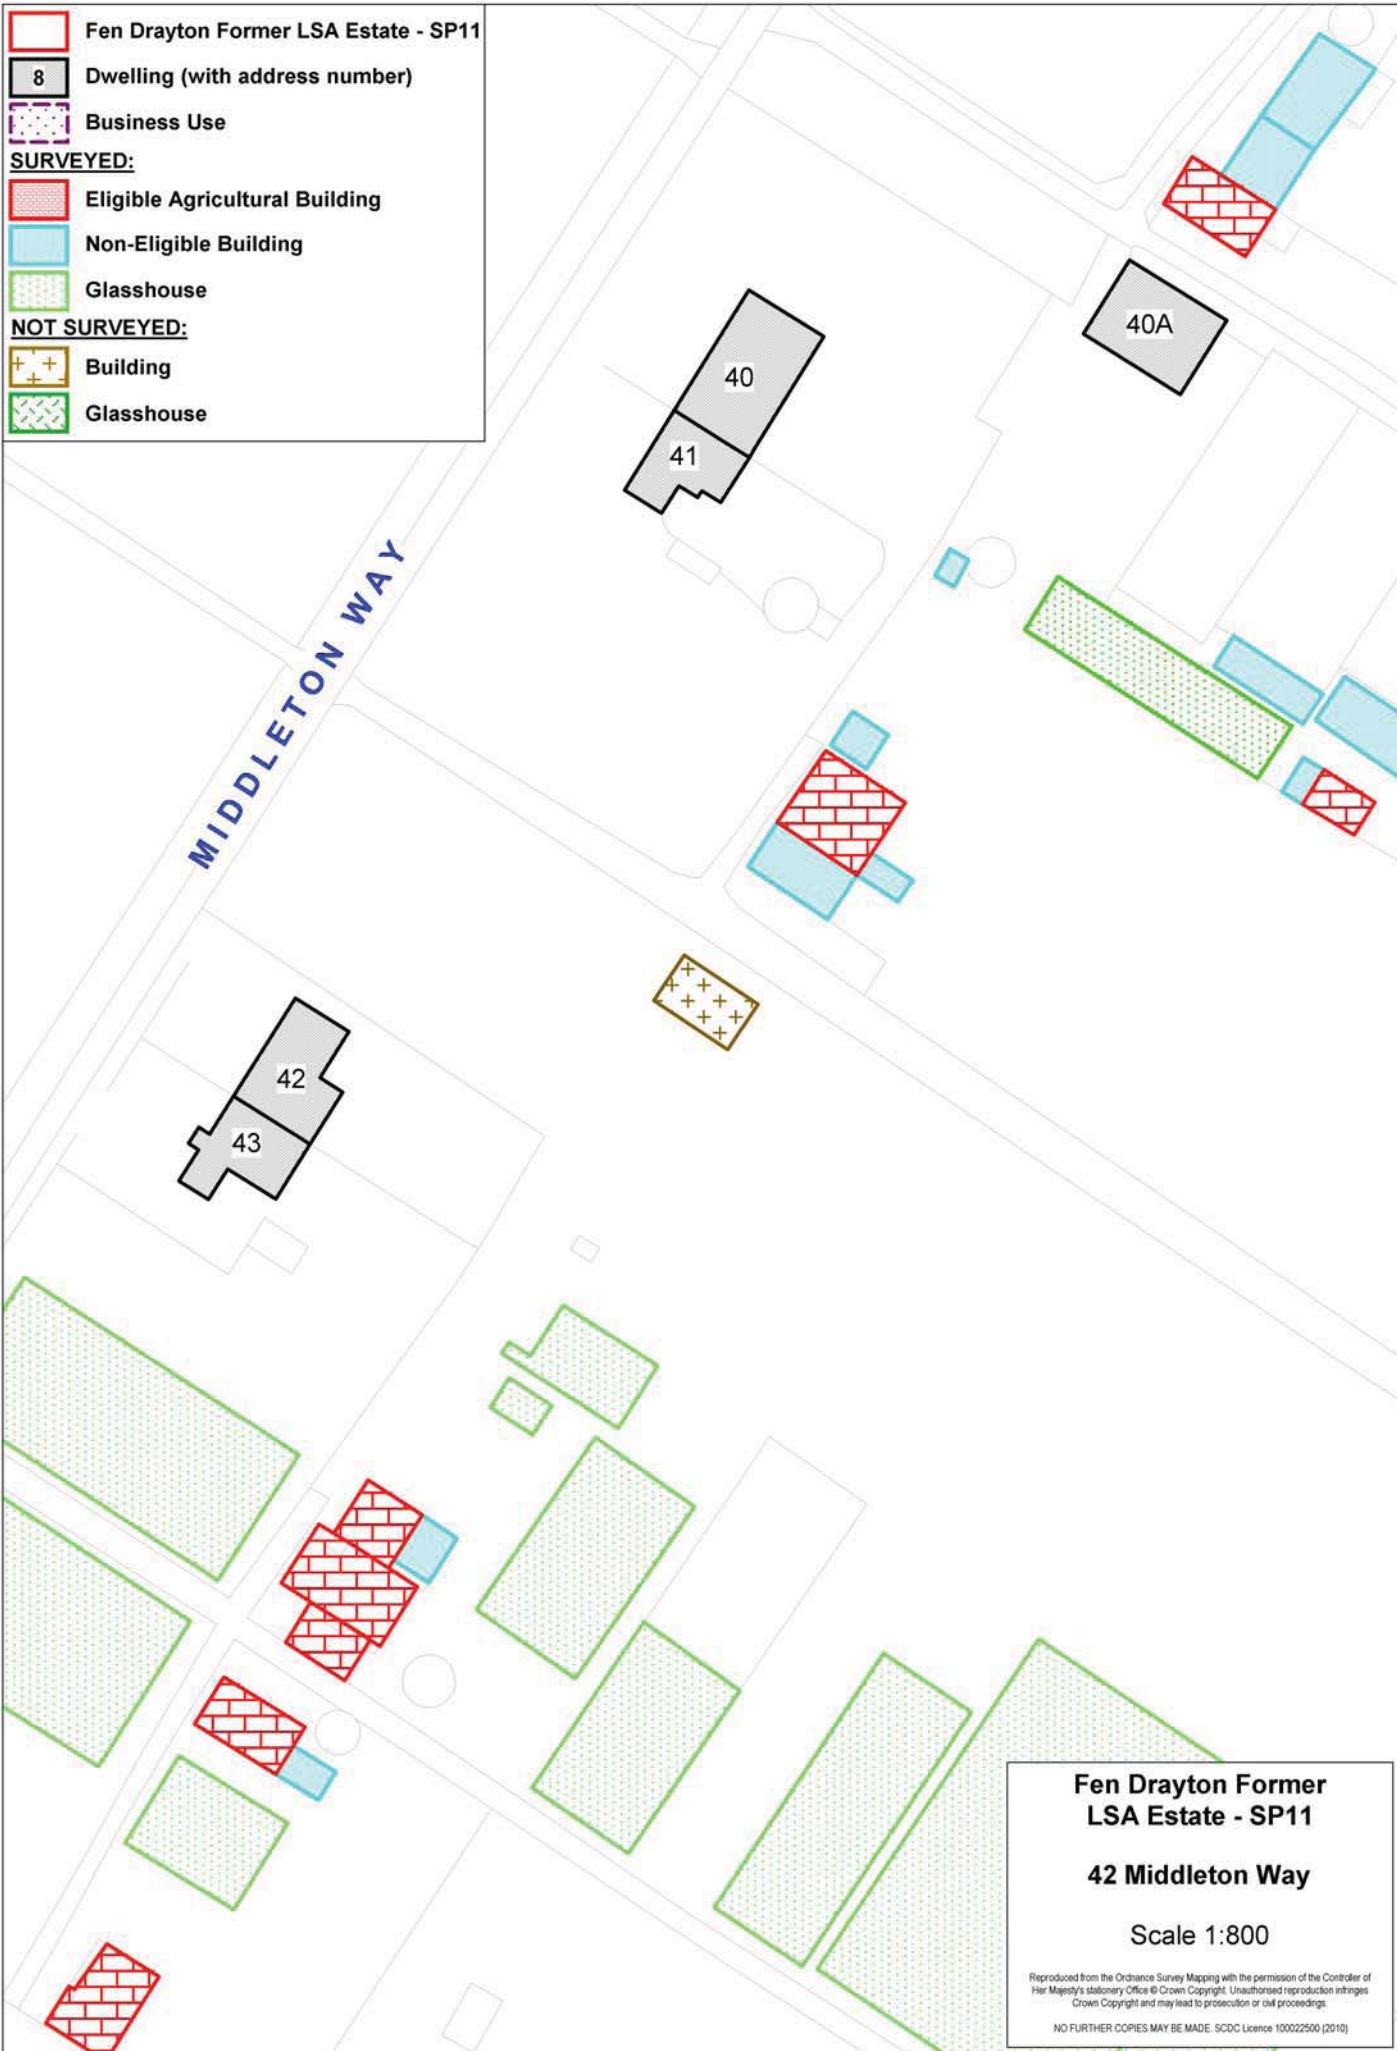 Fen Drayton Former LSA Estate - SP11
8 Dwelling (with address number)
Business Use
SURVEYED:
Eligible Agricultural Building
Non-Eligible Building
Glasshouse
NOT SURVEYED:
Building
Glasshouse
40A
40
41
MIDDLETON WAY
42
43
Fen Drayton Former
LSA Estate - SP11
42 Middleton Way
Scale 1:800
Reproduced from the Ordnance Survey Mapping with the permission of the Controller of
Her Majesty's stationery Office © Crown Copyright. Unauthorised reproduction infringes
Crown Copyright and may lead to prosecution or civil proceedings.
NO FURTHER COPIES MAY BE MADE. SCDC Licence 100022500 (2010)